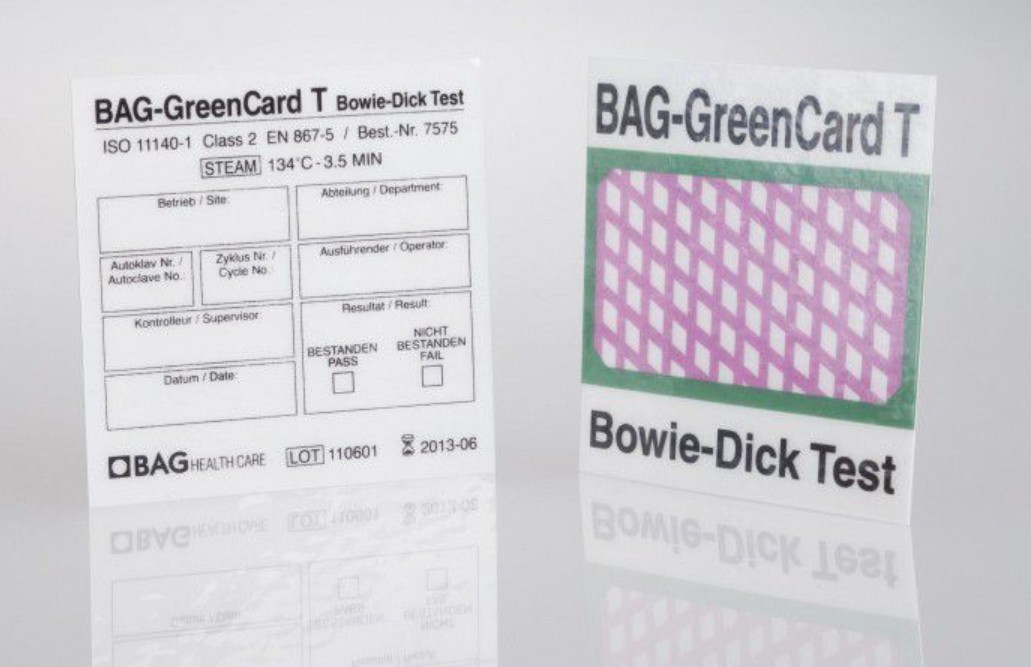 BAG-GreenCard T Bowie-Dick Test
ISO 11140-1 Class 2 EN 867-5 / Best.-Nr. 7575
STEAM 134°C - 3.5 MIN
Betrieb / Site:
Abteilung / Department:
Autoklav Nr. /
Autoclave No.:
Zyklus Nr. /
Cycle No.:
Ausführender / Operator:
Kontrolleur / Supervisor:
Resultat / Result:
BESTANDEN
PASS
NICHT
BESTANDEN
FAIL
Datum / Date:
BAG HEALTH CARE LOT 110601 2013-06
BAG-GreenCard T
Bowie-Dick Test